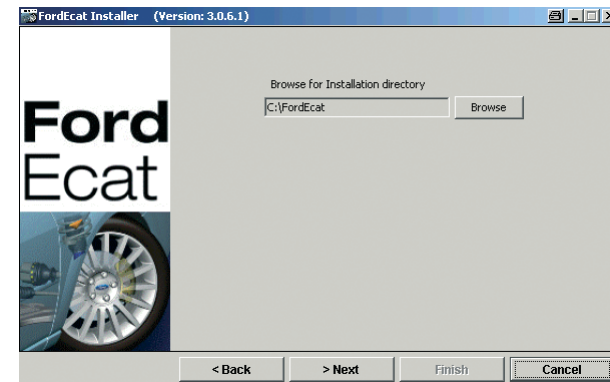 FordEcat Installer (Version: 3.0.6.1)
Browse for Installation directory
C:\FordEcat Browse
Ford
Ecat
< Back > Next Finish Cancel